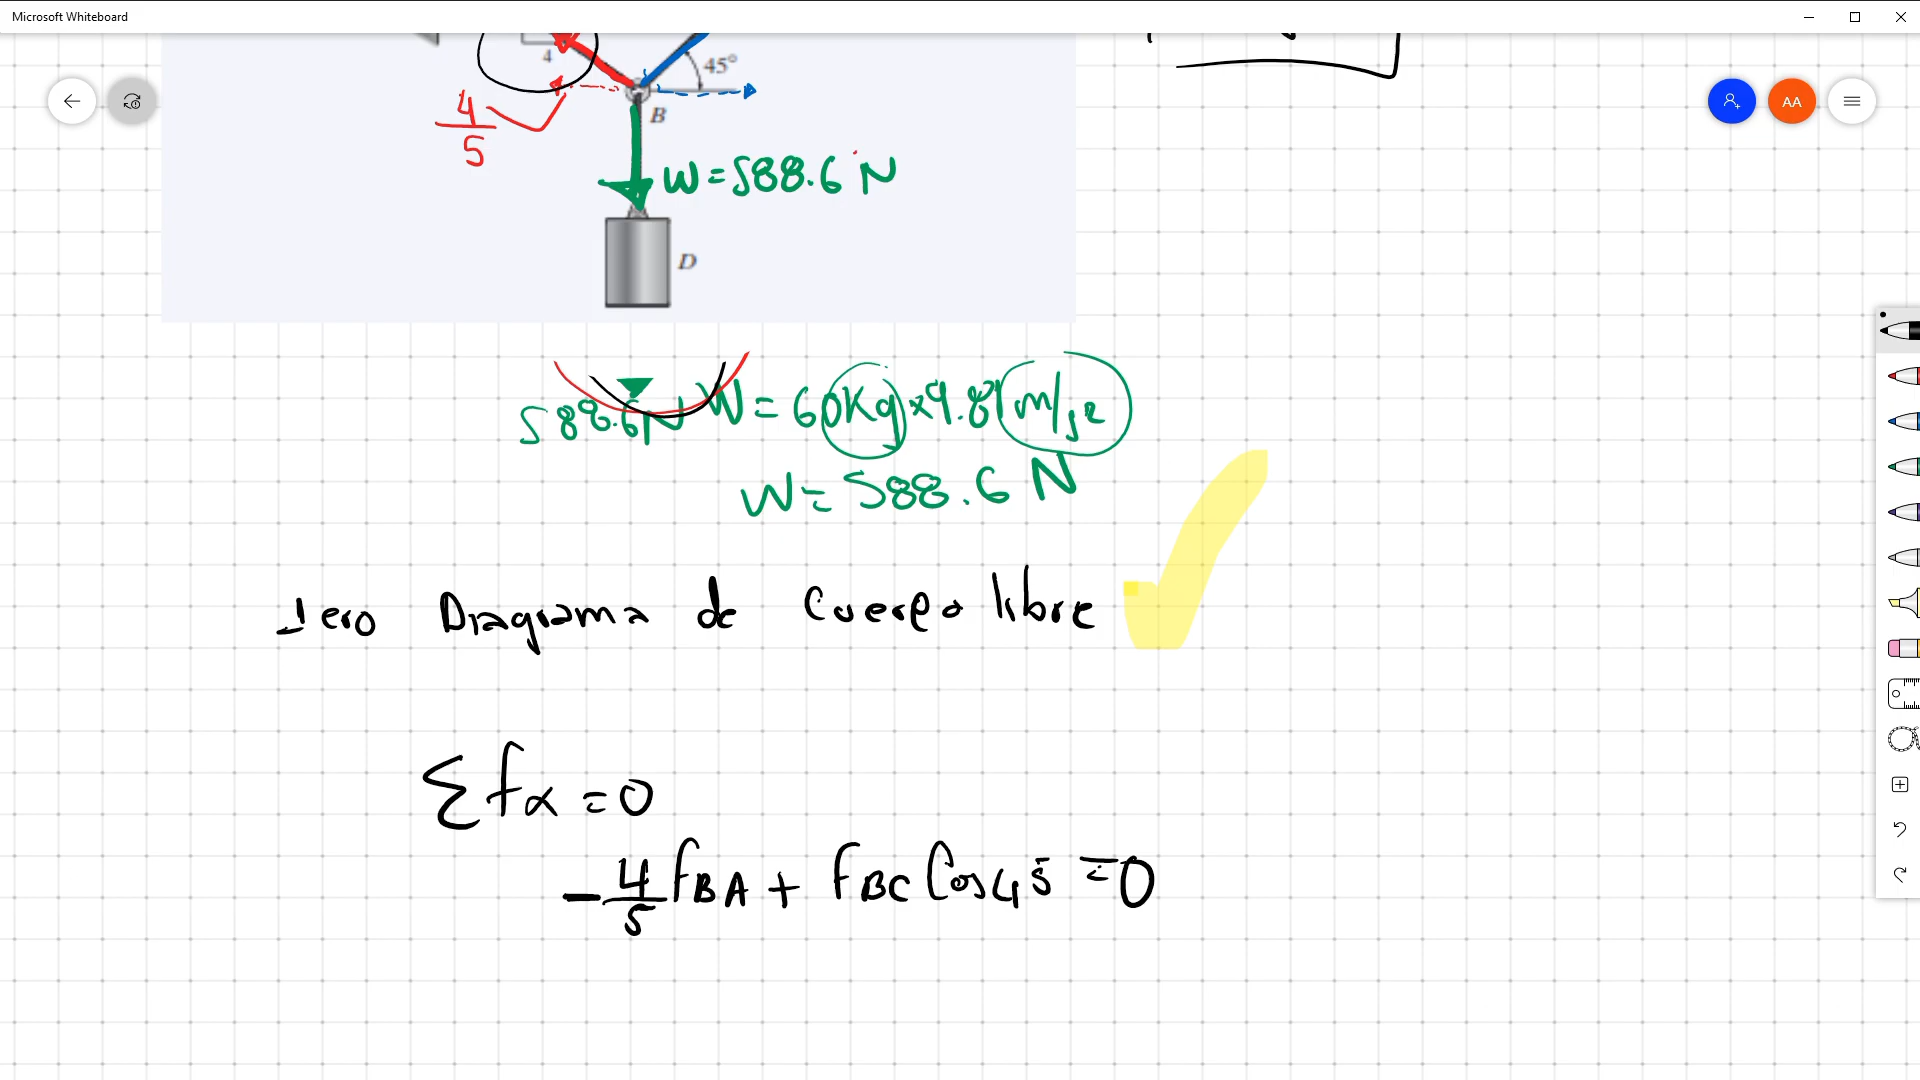 Microsoft Whiteboard
4
45°
4/5
B
W=588.6 N
AA
D
588.6N W = 60Kg x 9.81 m/s2
W= 588.6 N
1ero Diagrama de Cuerpo libre
Σfx =0
-4/5 fBA + fBC Cos45 =0